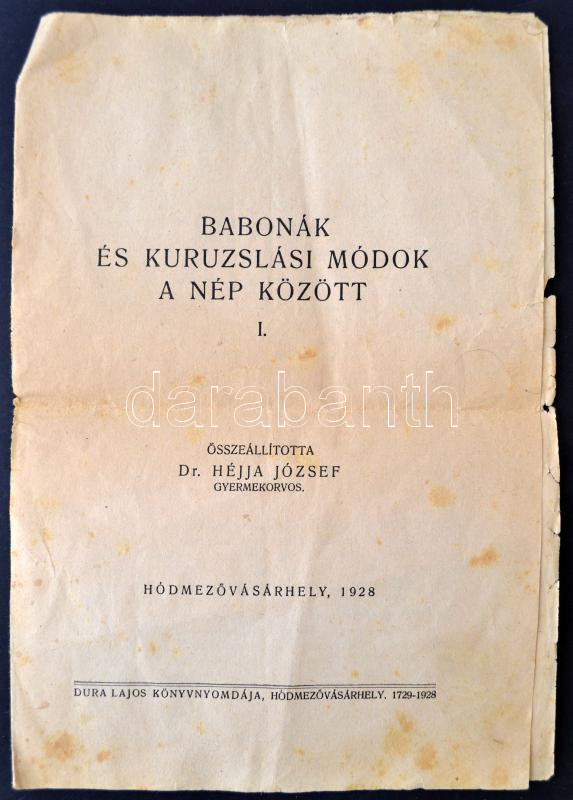 BABONÁK
ÉS KURUZSLÁSI MÓDOK
A NÉP KÖZÖTT
I.
darabanth
ÖSSZEÁLLÍTOTTA
Dr. HÉJJA JÓZSEF
GYERMEKORVOS.
HÓDMEZŐVÁSÁRHELY, 1928
DURA LAJOS KÖNYVNYOMDÁJA, HÓDMEZŐVÁSÁRHELY. 1729-1928